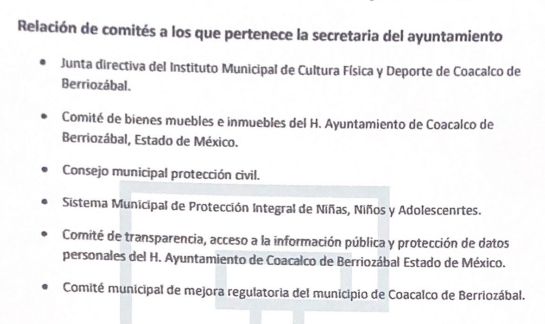 Relación de comités a los que pertenece la secretaria del ayuntamiento
• Junta directiva del Instituto Municipal de Cultura Física y Deporte de Coacalco de
Berriozábal.
• Comité de bienes muebles e inmuebles del H. Ayuntamiento de Coacalco de
Berriozábal, Estado de México.
• Consejo municipal protección civil.
• Sistema Municipal de Protección Integral de Niñas, Niños y Adolescenrtes.
• Comité de transparencia, acceso a la información pública y protección de datos
personales del H. Ayuntamiento de Coacalco de Berriozábal Estado de México.
• Comité municipal de mejora regulatoria del municipio de Coacalco de Berriozábal.